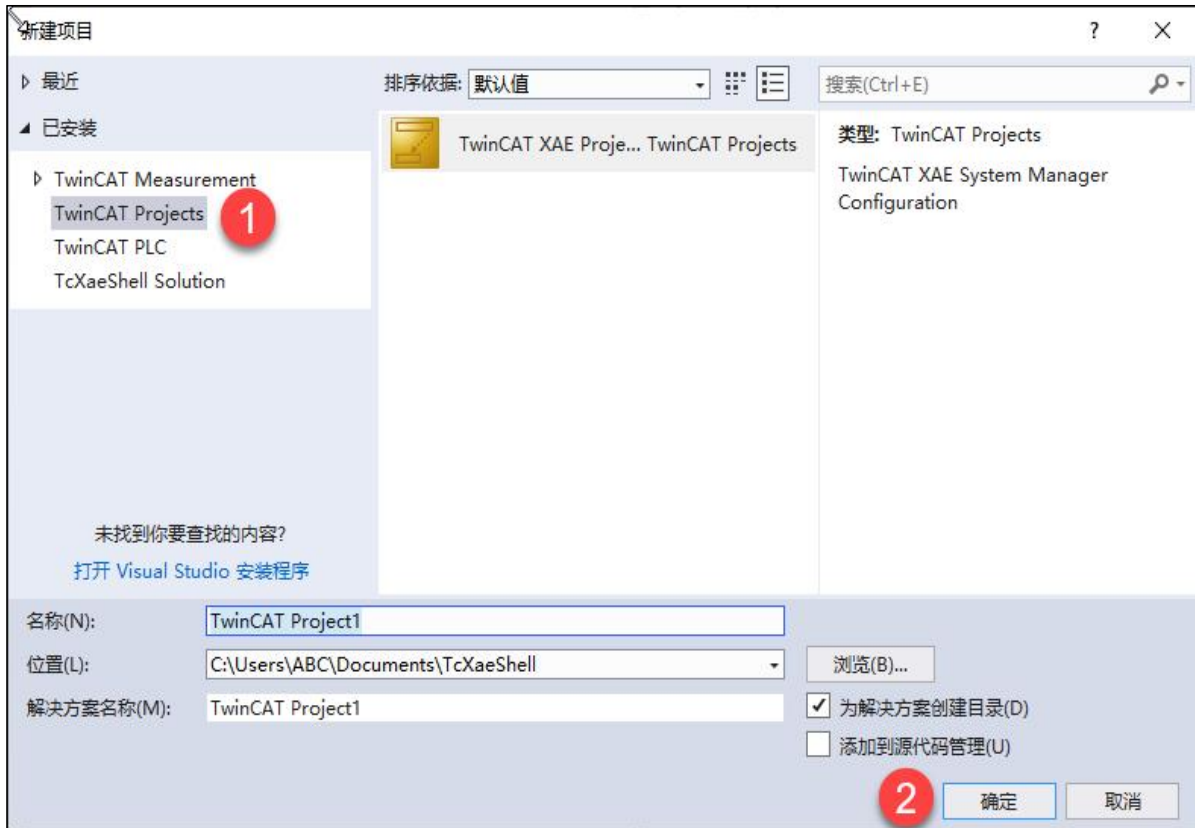 新建项目
?
最近
排序依据: 默认值
搜索(Ctrl+E)
已安装
TwinCAT Measurement
TwinCAT Projects
1
TwinCAT PLC
TcXaeShell Solution
TwinCAT XAE Proje... TwinCAT Projects
类型: TwinCAT Projects
TwinCAT XAE System Manager
Configuration
未找到你要查找的内容?
打开 Visual Studio 安装程序
名称(N): TwinCAT Project1
位置(L): C:\Users\ABC\Documents\TcXaeShell 浏览(B)...
解决方案名称(M): TwinCAT Project1
为解决方案创建目录(D)
添加到源代码管理(U)
2
确定 取消